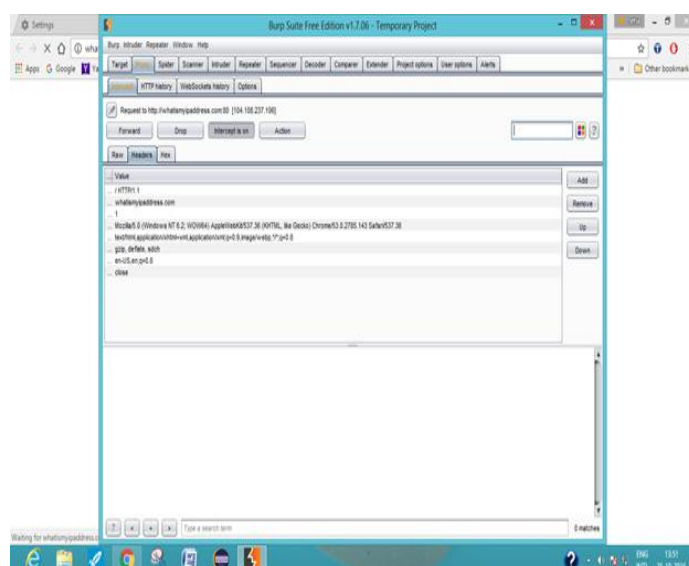 Settings
Burp Suite Free Edition v1.7.06 - Temporary Project
wha
Burp Intruder Repeater Window Help
Apps Google Ya
Other bookmark
Target Proxy Spider Scanner Intruder Repeater Sequencer Decoder Comparer Extender Project options User options Alerts
Intercept HTTP history WebSockets history Options
Request to http://whatismyipaddress.com:80 [104.108.237.106]
Forward Drop Intercept is on Action
Raw Headers Hex
Value
/ HTTP/1.1
whatismyipaddress.com
1
Mozilla/5.0 (Windows NT 6.2; WOW64) AppleWebKit/537.36 (KHTML, like Gecko) Chrome/53.0.2785.143 Safari/537.36
text/html,application/xhtml+xml,application/xml;q=0.9,image/webp,*/*;q=0.8
gzip, deflate, sdch
en-US,en;q=0.8
close
Add
Remove
Up
Down
? < + > Type a search term
0 matches
Waiting for whatismyipaddress.c
ENG 13:51